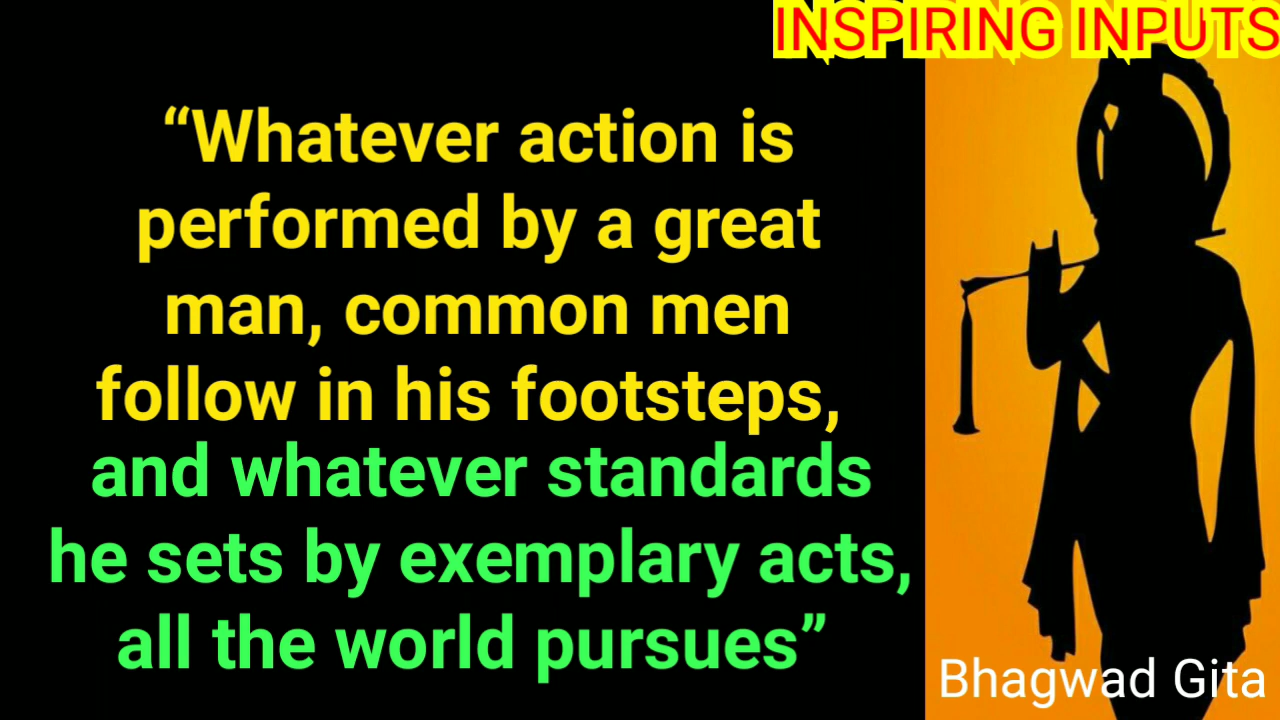 INSPIRING INPUTS
“Whatever action is
performed by a great
man, common men
follow in his footsteps,
and whatever standards
he sets by exemplary acts,
all the world pursues”
Bhagwad Gita